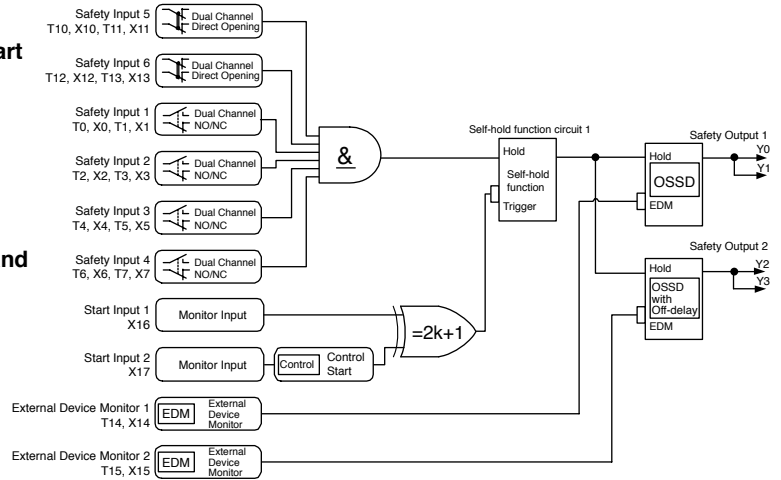 Safety Input 5
T10, X10, T11, X11
Dual Channel
Direct Opening
art
Safety Input 6
T12, X12, T13, X13
Dual Channel
Direct Opening
Safety Input 1
T0, X0, T1, X1
Dual Channel
NO/NC
Safety Input 2
T2, X2, T3, X3
Dual Channel
NO/NC
Safety Input 3
T4, X4, T5, X5
Dual Channel
NO/NC
nd
Safety Input 4
T6, X6, T7, X7
Dual Channel
NO/NC
Start Input 1
X16
Monitor Input
Start Input 2
X17
Monitor Input
Control
Control
Start
External Device Monitor 1
T14, X14
EDM
External
Device
Monitor
External Device Monitor 2
T15, X15
EDM
External
Device
Monitor
&
=2k+1
Self-hold function circuit 1
Hold
Self-hold
function
Trigger
Safety Output 1
Hold
OSSD
EDM
Y0
Y1
Safety Output 2
Hold
OSSD
with
Off-delay
EDM
Y2
Y3